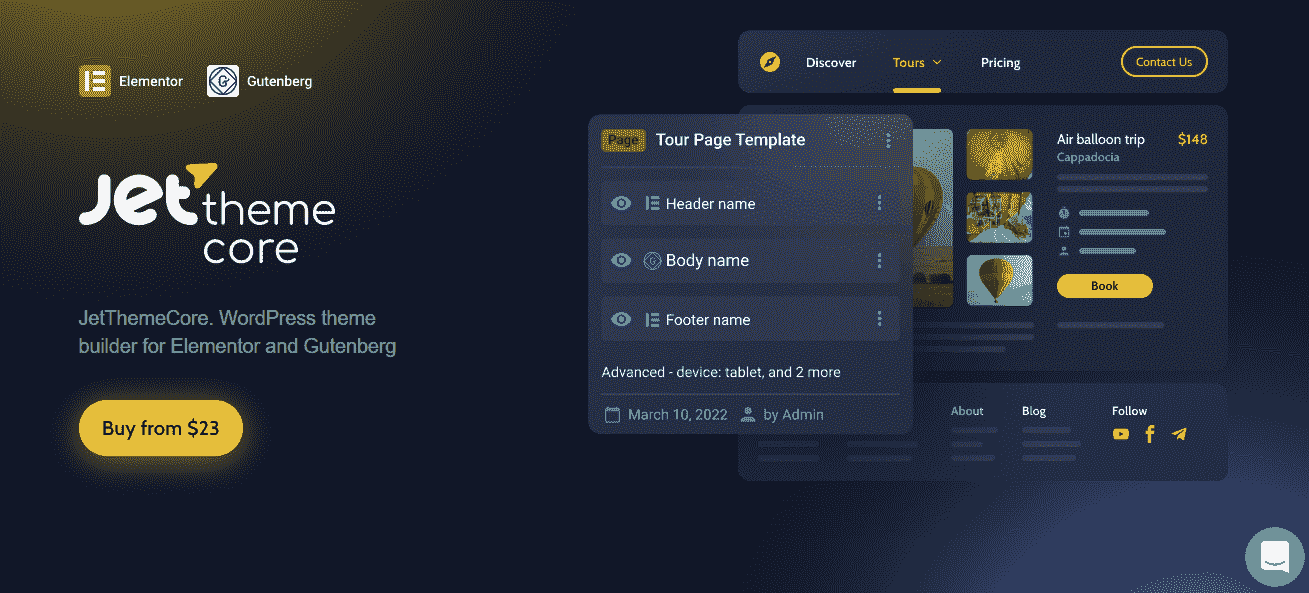 Elementor
Gutenberg
Jet theme core
JetThemeCore. WordPress theme
builder for Elementor and Gutenberg
Buy from $23
Discover
Tours
Pricing
Contact Us
Page
Tour Page Template
Header name
Body name
Footer name
Advanced - device: tablet, and 2 more
March 10, 2022
by Admin
Air balloon trip
$148
Cappadocia
Book
About
Blog
Follow